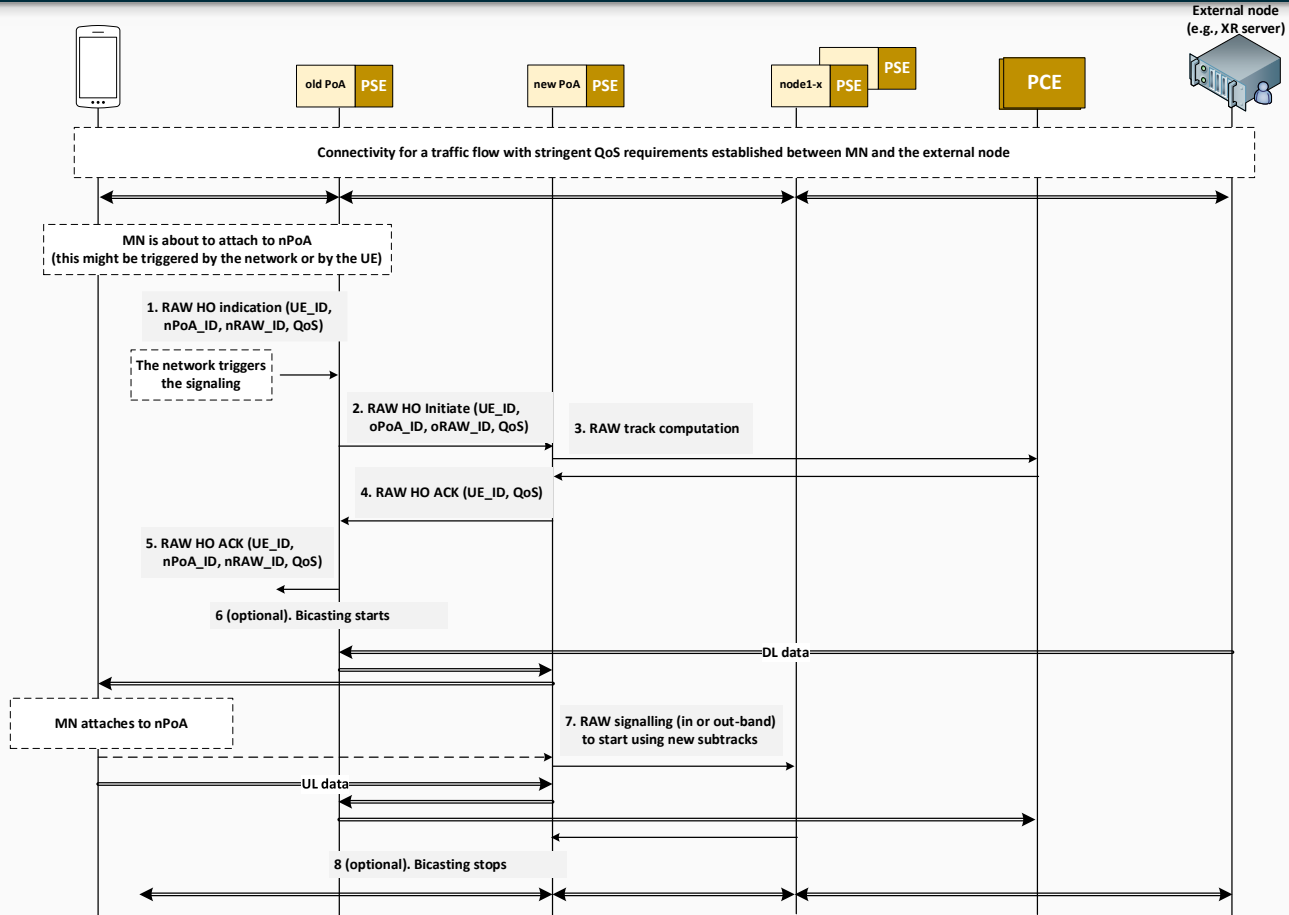 External node
(e.g., XR server)
old PoA
PSE
new PoA
PSE
node1-x
PSE
PSE
PCE
Connectivity for a traffic flow with stringent QoS requirements established between MN and the external node
MN is about to attach to nPoA
(this might be triggered by the network or by the UE)
1. RAW HO indication (UE_ID,
nPoA_ID, nRAW_ID, QoS)
The network triggers
the signaling
2. RAW HO Initiate (UE_ID,
oPoA_ID, oRAW_ID, QoS)
3. RAW track computation
4. RAW HO ACK (UE_ID, QoS)
5. RAW HO ACK (UE_ID,
nPoA_ID, nRAW_ID, QoS)
6 (optional). Bicasting starts
DL data
MN attaches to nPoA
7. RAW signalling (in or out-band)
to start using new subtracks
UL data
8 (optional). Bicasting stops